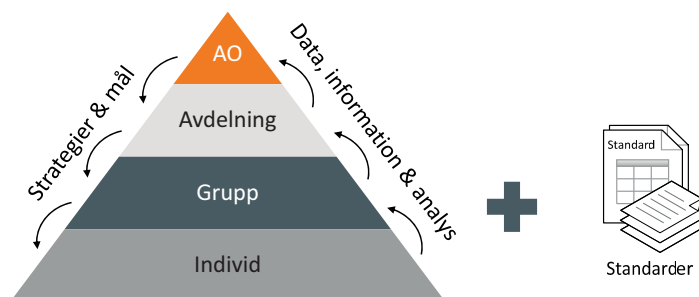 AO
Avdelning
Grupp
Individ
Strategier & mål
Data, information & analys
Standard
Standarder